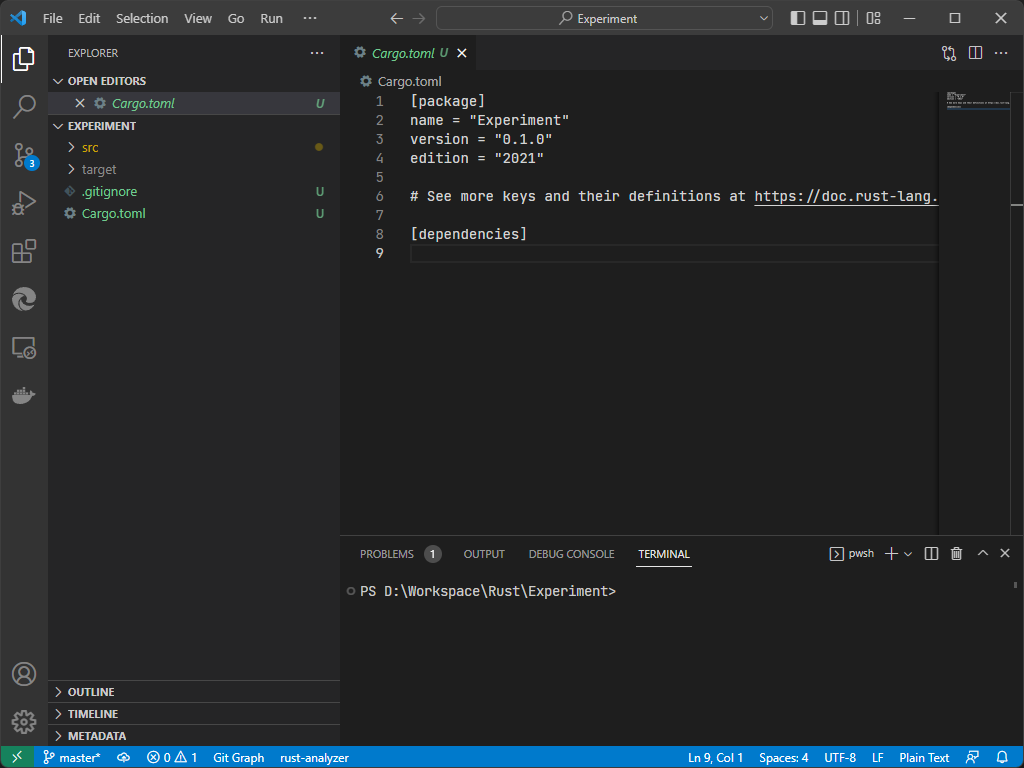 File Edit Selection View Go Run ··· Experiment
EXPLORER ···
OPEN EDITORS
Cargo.toml U
EXPERIMENT
src
target
.gitignore U
Cargo.toml U
OUTLINE
TIMELINE
METADATA
3
Cargo.toml U
Cargo.toml
1 [package]
2 name = "Experiment"
3 version = "0.1.0"
4 edition = "2021"
5
6 # See more keys and their definitions at https://doc.rust-lang.
7
8 [dependencies]
9
PROBLEMS 1 OUTPUT DEBUG CONSOLE TERMINAL pwsh
PS D:\Workspace\Rust\Experiment>
master* 0 1 Git Graph rust-analyzer Ln 9, Col 1 Spaces: 4 UTF-8 LF Plain Text